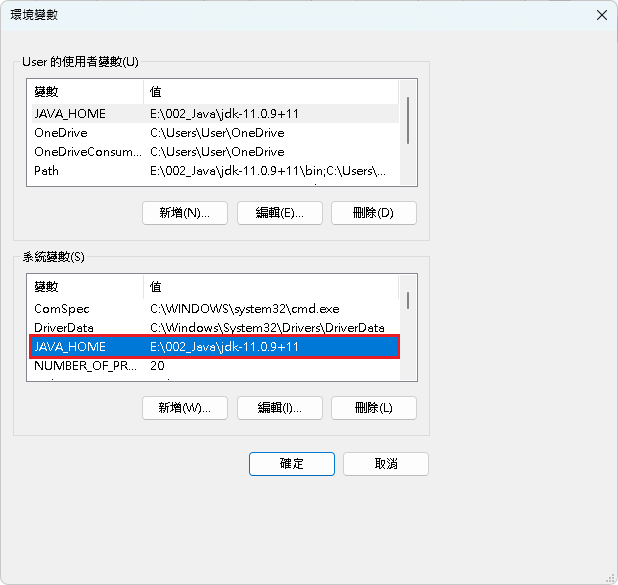 環境變數
User 的使用者變數(U)
變數 值
JAVA_HOME E:\002_Java\jdk-11.0.9+11
OneDrive C:\Users\User\OneDrive
OneDriveConsum... C:\Users\User\OneDrive
Path E:\002_Java\jdk-11.0.9+11\bin;C:\Users\...
新增(N)... 編輯(E)... 刪除(D)
系統變數(S)
變數 值
ComSpec C:\WINDOWS\system32\cmd.exe
DriverData C:\Windows\System32\Drivers\DriverData
JAVA_HOME E:\002_Java\jdk-11.0.9+11
NUMBER_OF_PR... 20
新增(W)... 編輯(I)... 刪除(L)
確定 取消